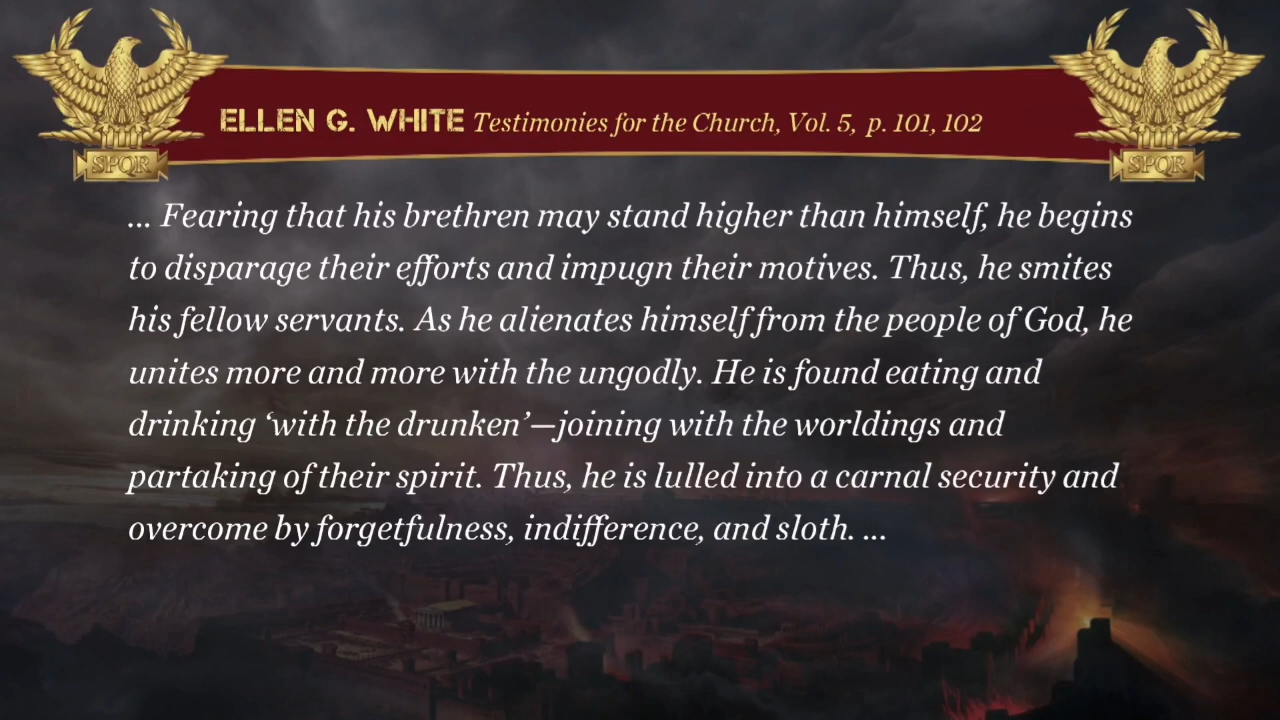 ELLEN G. WHITE Testimonies for the Church, Vol. 5, p. 101, 102
SPQR SPQR
... Fearing that his brethren may stand higher than himself, he begins
to disparage their efforts and impugn their motives. Thus, he smites
his fellow servants. As he alienates himself from the people of God, he
unites more and more with the ungodly. He is found eating and
drinking ‘with the drunken’—joining with the worldings and
partaking of their spirit. Thus, he is lulled into a carnal security and
overcome by forgetfulness, indifference, and sloth. ...